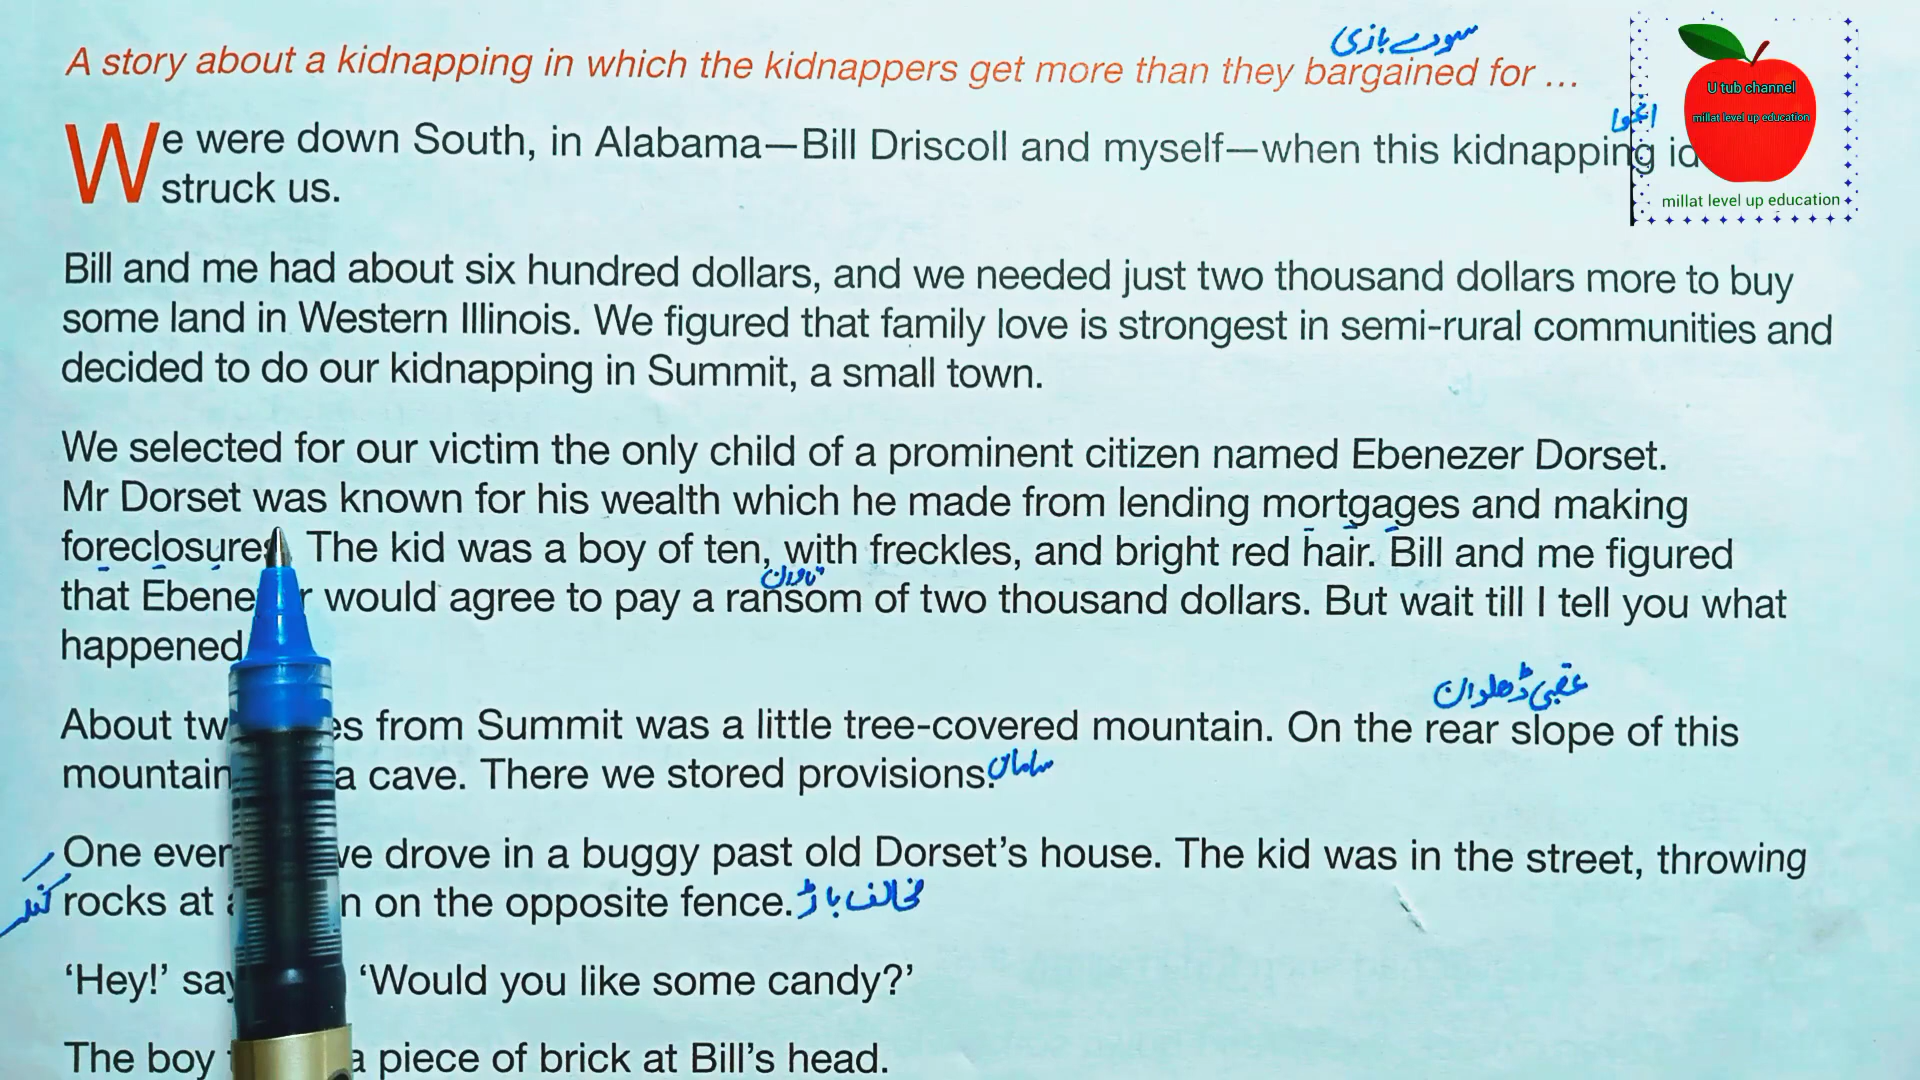 سودے بازی
A story about a kidnapping in which the kidnappers get more than they bargained for ...
U tub channel
millat level up education
millat level up education
اغوا
We were down South, in Alabama—Bill Driscoll and myself—when this kidnapping
struck us.
Bill and me had about six hundred dollars, and we needed just two thousand dollars more to buy
some land in Western Illinois. We figured that family love is strongest in semi-rural communities and
decided to do our kidnapping in Summit, a small town.
We selected for our victim the only child of a prominent citizen named Ebenezer Dorset.
Mr Dorset was known for his wealth which he made from lending mortgages and making
foreclosures. The kid was a boy of ten, with freckles, and bright red hair. Bill and me figured
تاوان
that Ebenezer would agree to pay a ransom of two thousand dollars. But wait till I tell you what
happened
عقبی ڈھلوان
About from Summit was a little tree-covered mountain. On the rear slope of this
mountain a cave. There we stored provisions. سامان
One we drove in a buggy past old Dorset's house. The kid was in the street, throwing
کنکر rocks at on the opposite fence. مخالف باڑ
'Hey!' 'Would you like some candy?'
The boy a piece of brick at Bill's head.